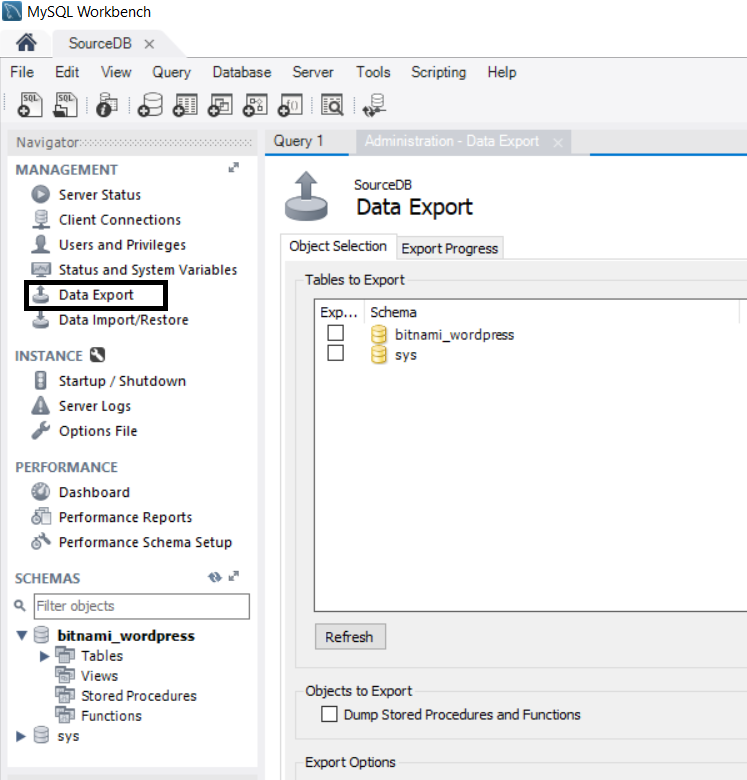 MySQL Workbench
SourceDB
File Edit View Query Database Server Tools Scripting Help
SQL SQL f()
Navigator
MANAGEMENT
Server Status
Client Connections
Users and Privileges
Status and System Variables
Data Export
Data Import/Restore
INSTANCE
Startup / Shutdown
Server Logs
Options File
PERFORMANCE
Dashboard
Performance Reports
Performance Schema Setup
SCHEMAS
Filter objects
bitnami_wordpress
Tables
Views
Stored Procedures
Functions
sys
Query 1 Administration - Data Export
SourceDB
Data Export
Object Selection Export Progress
Tables to Export
Exp... Schema
bitnami_wordpress
sys
Refresh
Objects to Export
Dump Stored Procedures and Functions
Export Options